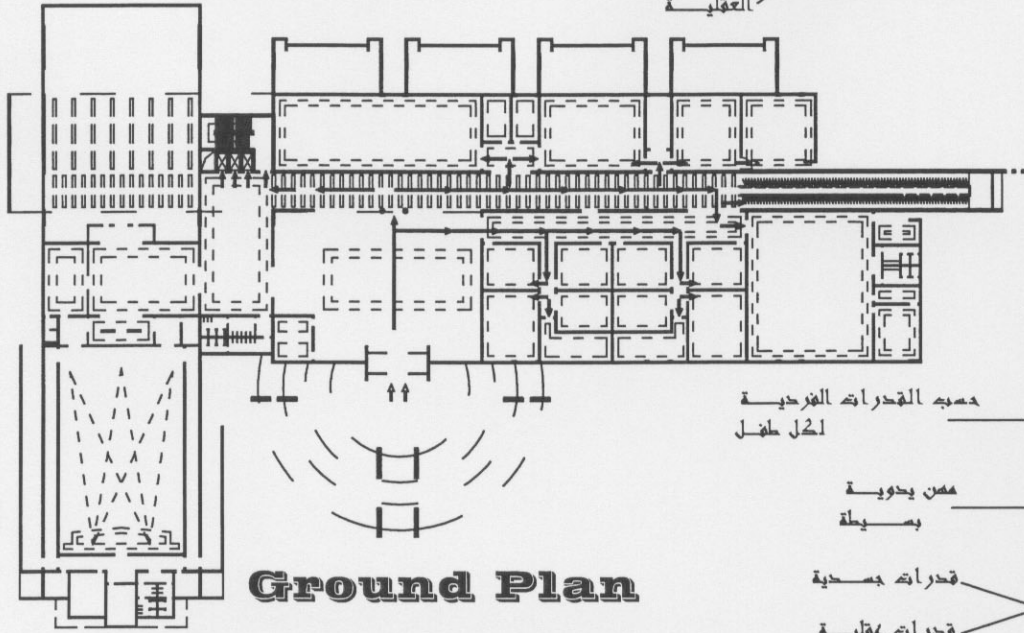 العقلية
حسب القدرات الفردية
لكل طفل
مهن يدوية
بسيطة
Ground Plan
قدرات جسدية
قدرات عقلية